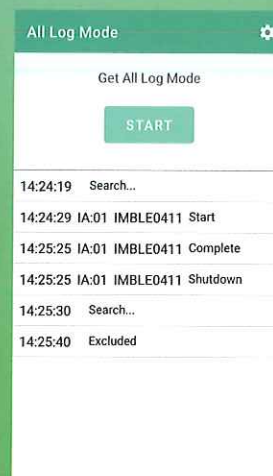 All Log Mode
Get All Log Mode
START
14:24:19 Search...
14:24:29 IA:01 IMBLE0411 Start
14:25:25 IA:01 IMBLE0411 Complete
14:25:25 IA:01 IMBLE0411 Shutdown
14:25:30 Search...
14:25:40 Excluded